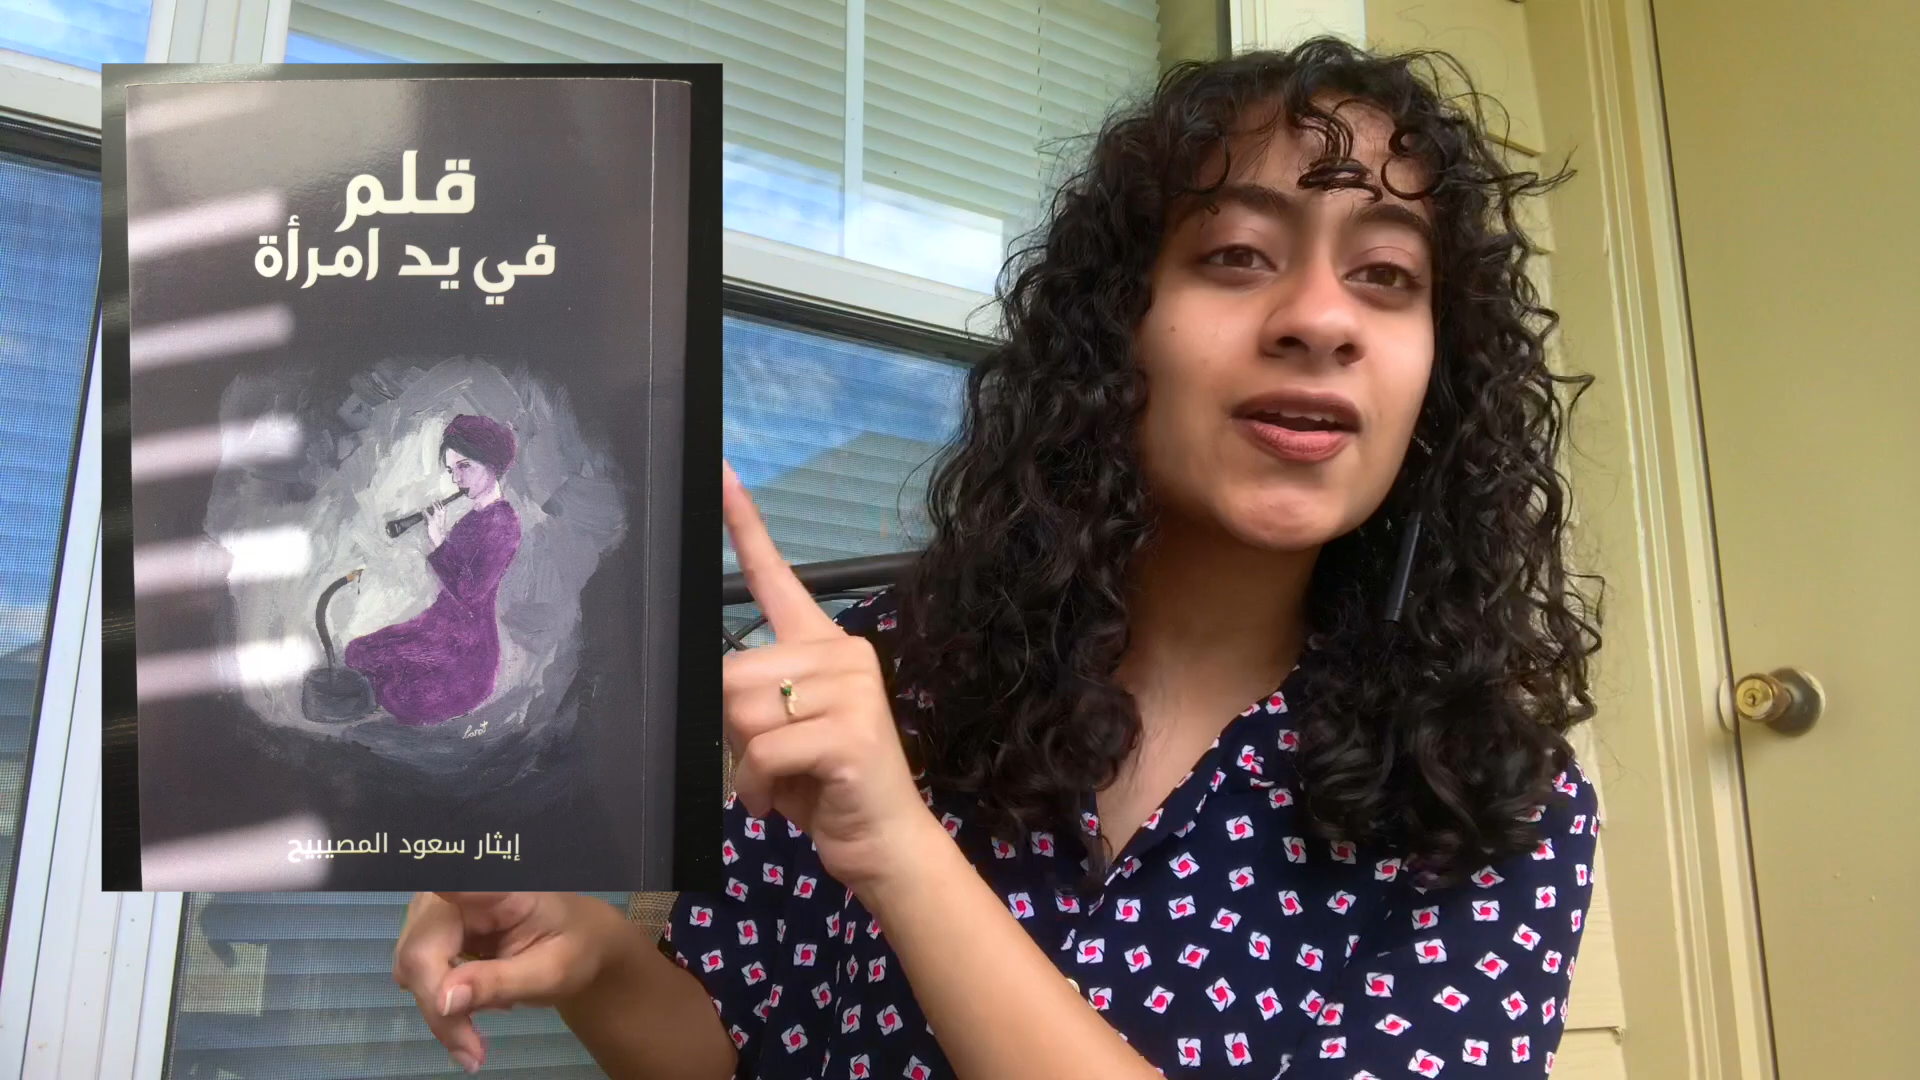 قلم
في يد امرأة
إيثار سعود المصيبيح